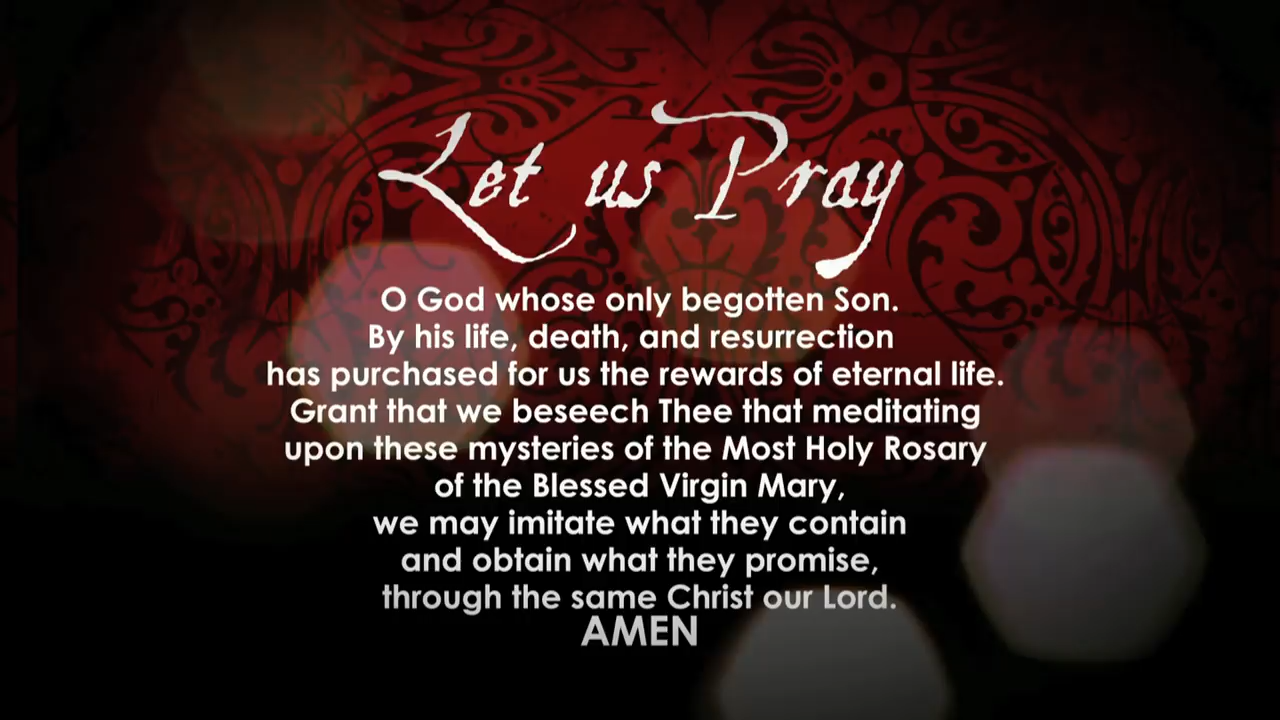 Let us Pray
O God whose only begotten Son.
By his life, death, and resurrection
has purchased for us the rewards of eternal life.
Grant that we beseech Thee that meditating
upon these mysteries of the Most Holy Rosary
of the Blessed Virgin Mary,
we may imitate what they contain
and obtain what they promise,
through the same Christ our Lord.
AMEN